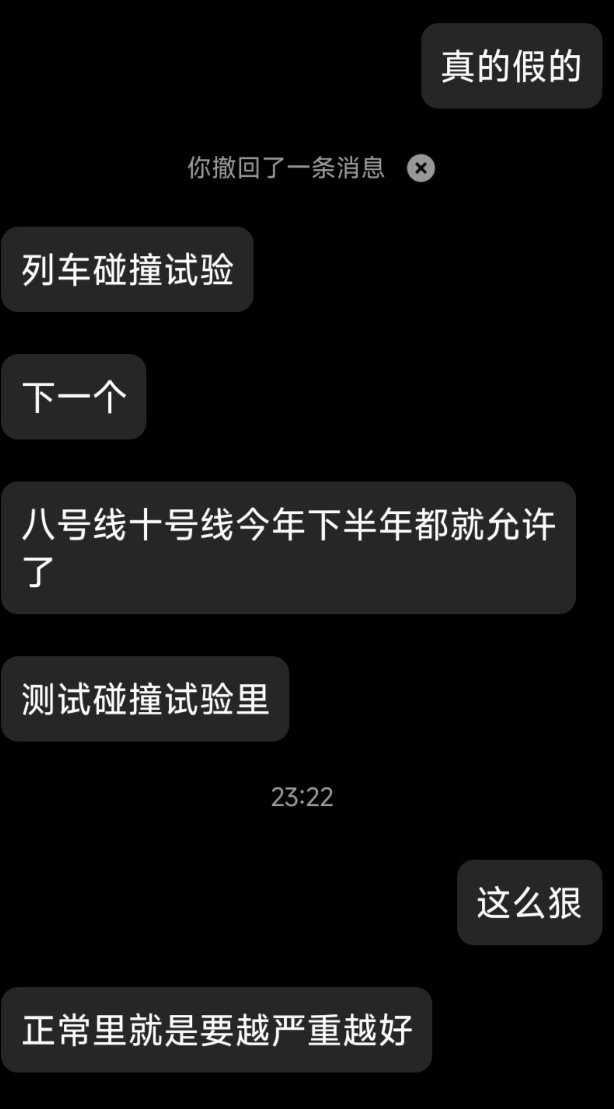 真的假的
你撤回了一条消息
列车碰撞试验
下一个
八号线十号线今年下半年都就允许
了
测试碰撞试验里
23:22
这么狠
正常里就是要越严重越好